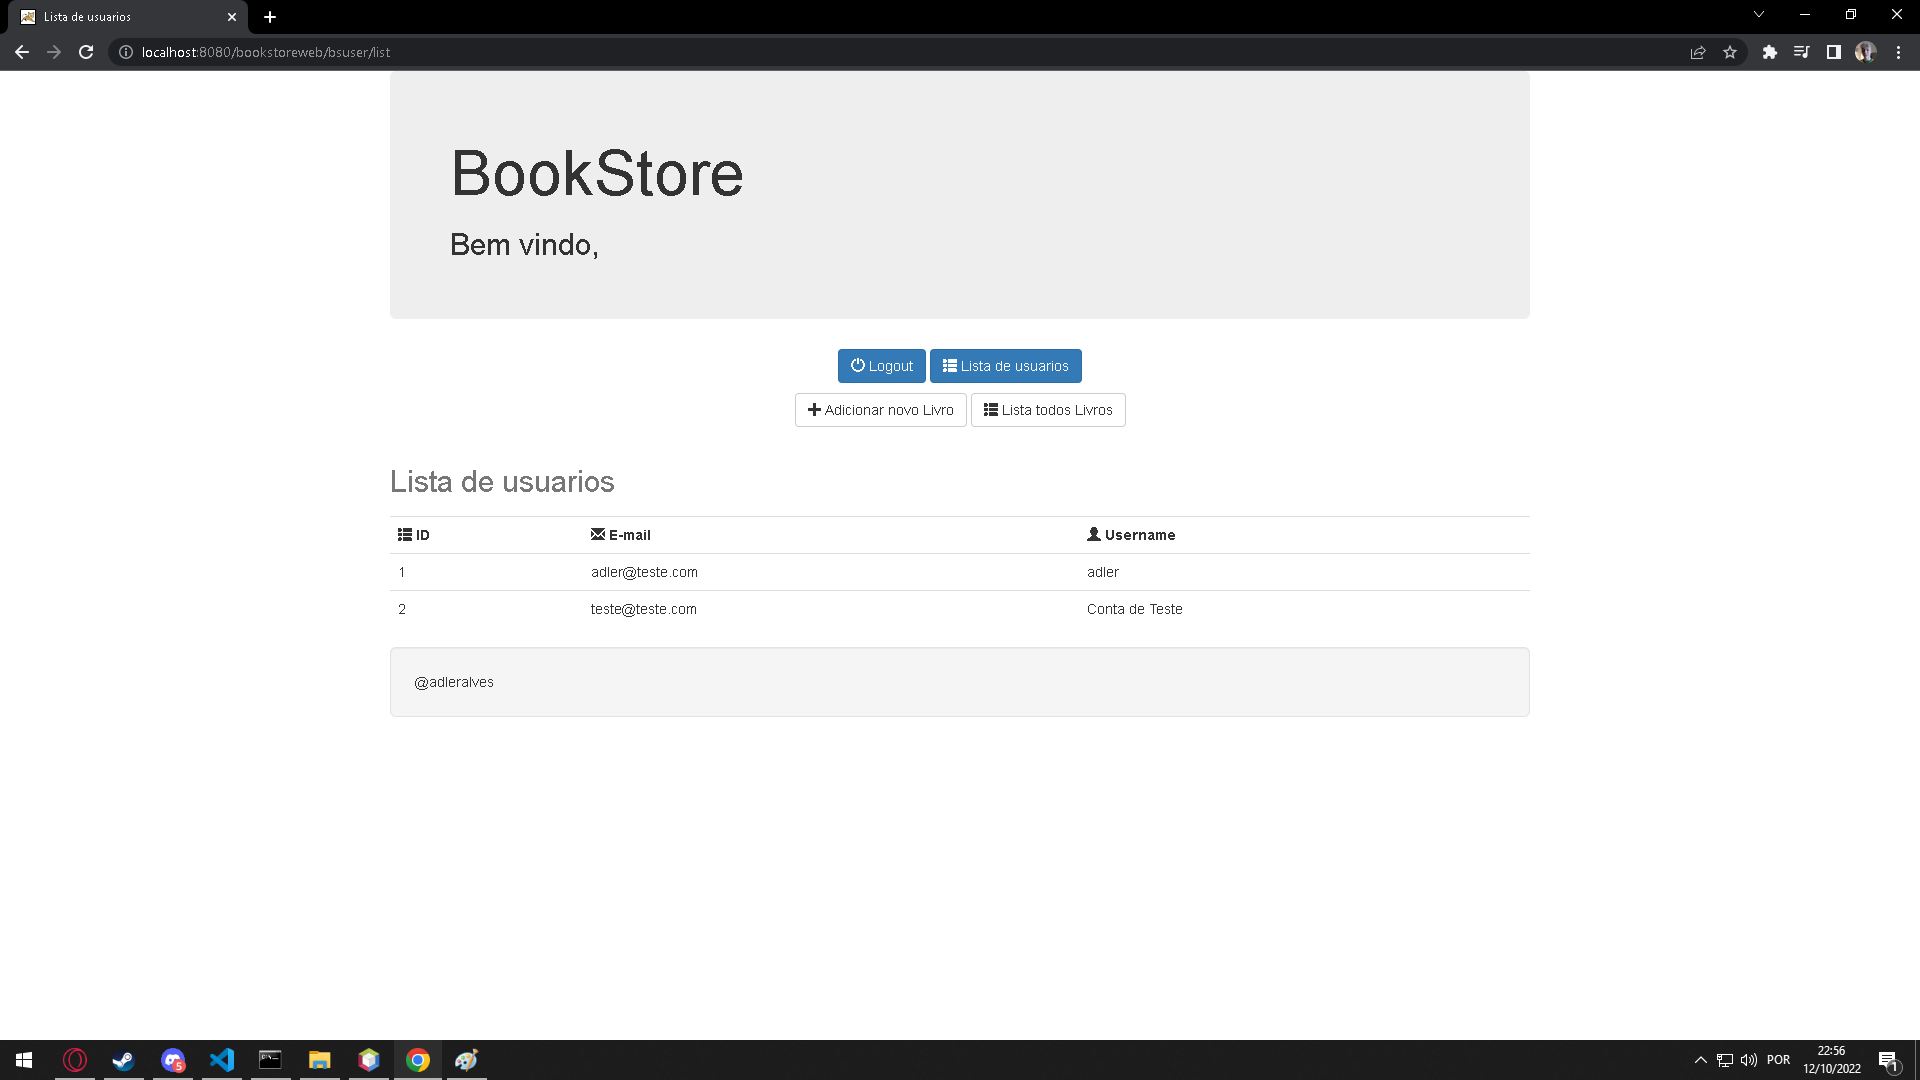 Lista de usuarios
localhost:8080/bookstoreweb/bsuser/list
BookStore
Bem vindo,
Logout Lista de usuarios
Adicionar novo Livro Lista todos Livros
Lista de usuarios
ID E-mail Username
1 adler@teste.com adler
2 teste@teste.com Conta de Teste
@adleralves
5
POR 22:56
12/10/2022 1